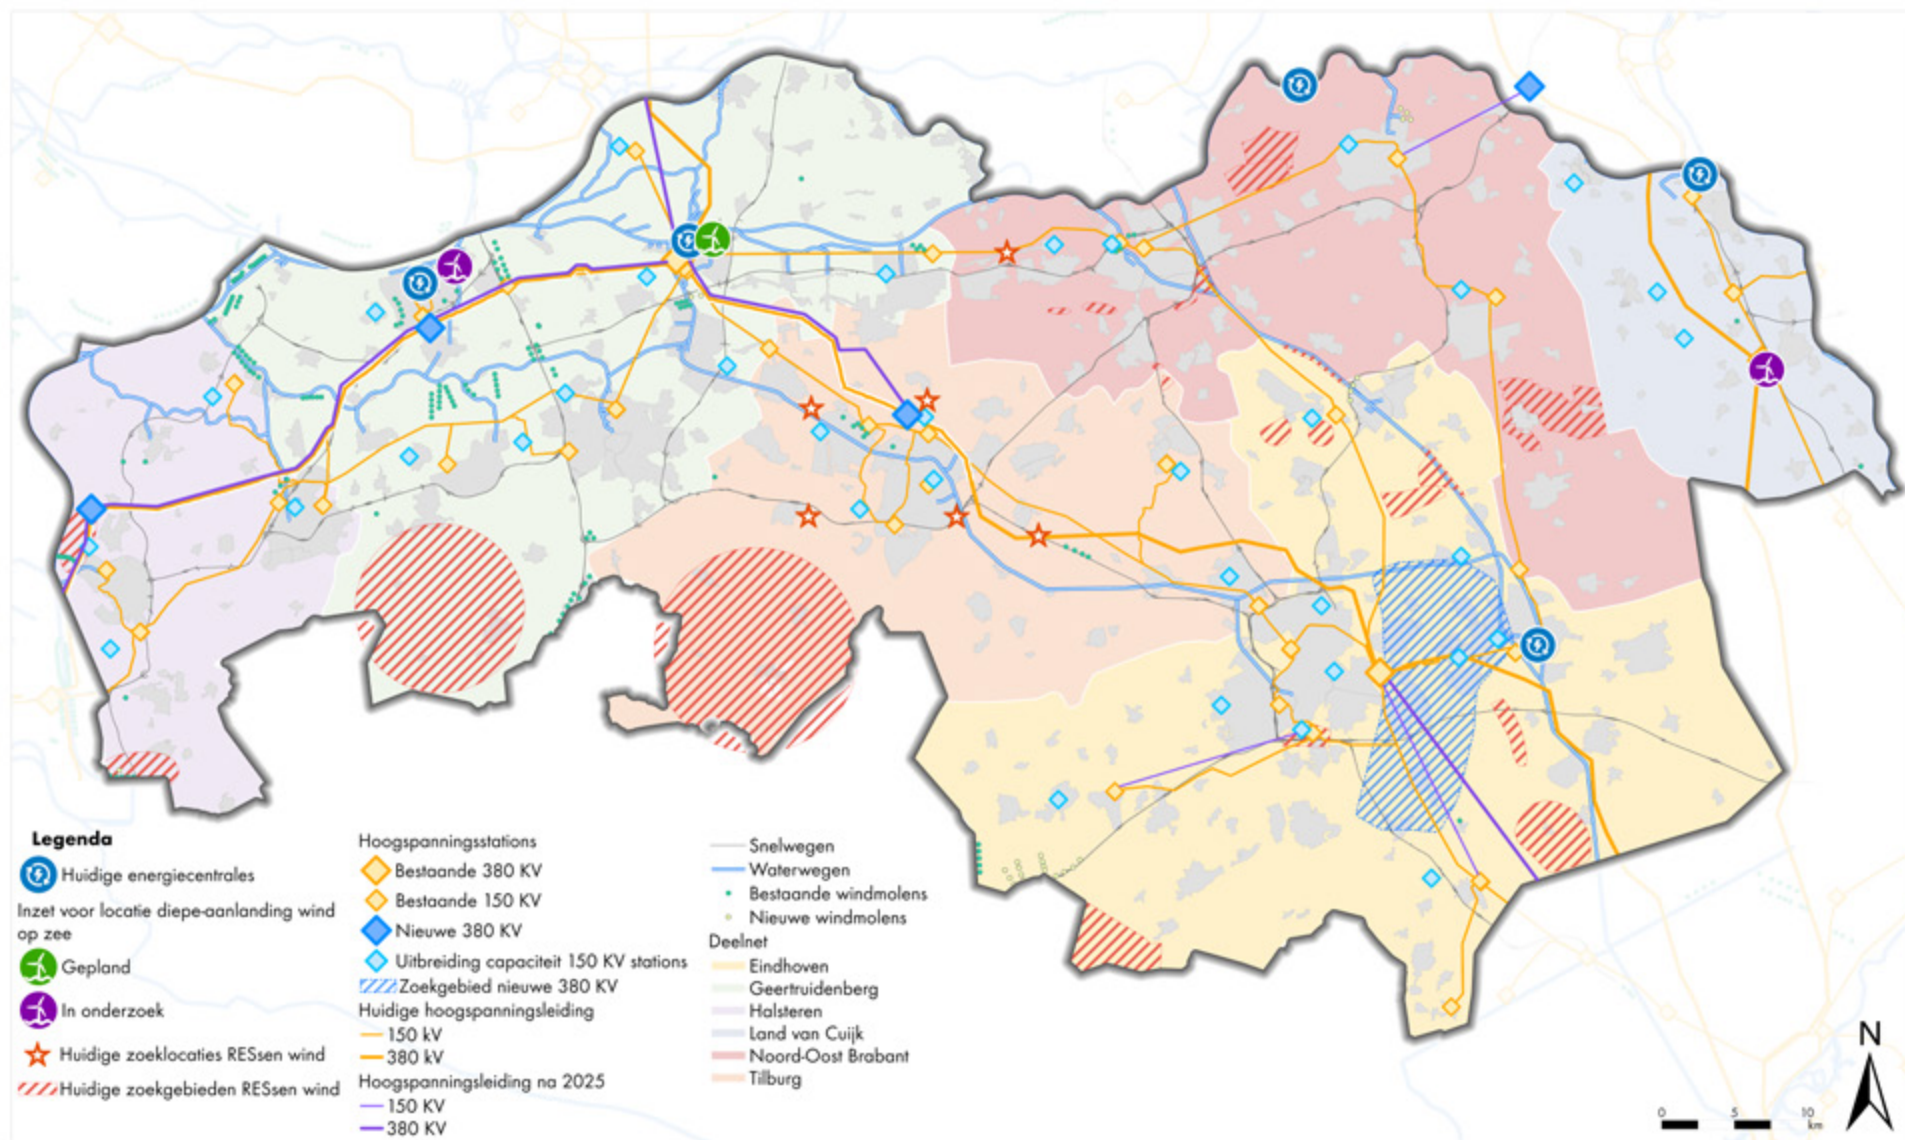 Legenda
Huidige energiecentrales
Inzet voor locatie diepe-aanlanding wind
op zee
Gepland
In onderzoek
Huidige zoeklocaties RESsen wind
Huidige zoekgebieden RESsen wind
Hoogspanningsstations
Bestaande 380 KV
Bestaande 150 KV
Nieuwe 380 KV
Uitbreiding capaciteit 150 KV stations
Zoekgebied nieuwe 380 KV
Huidige hoogspanningsleiding
150 kV
380 kV
Hoogspanningsleiding na 2025
150 KV
380 KV
Snelwegen
Waterwegen
Bestaande windmolens
Nieuwe windmolens
Deelnet
Eindhoven
Geertruidenberg
Halsteren
Land van Cuijk
Noord-Oost Brabant
Tilburg
0 5 10
km
N